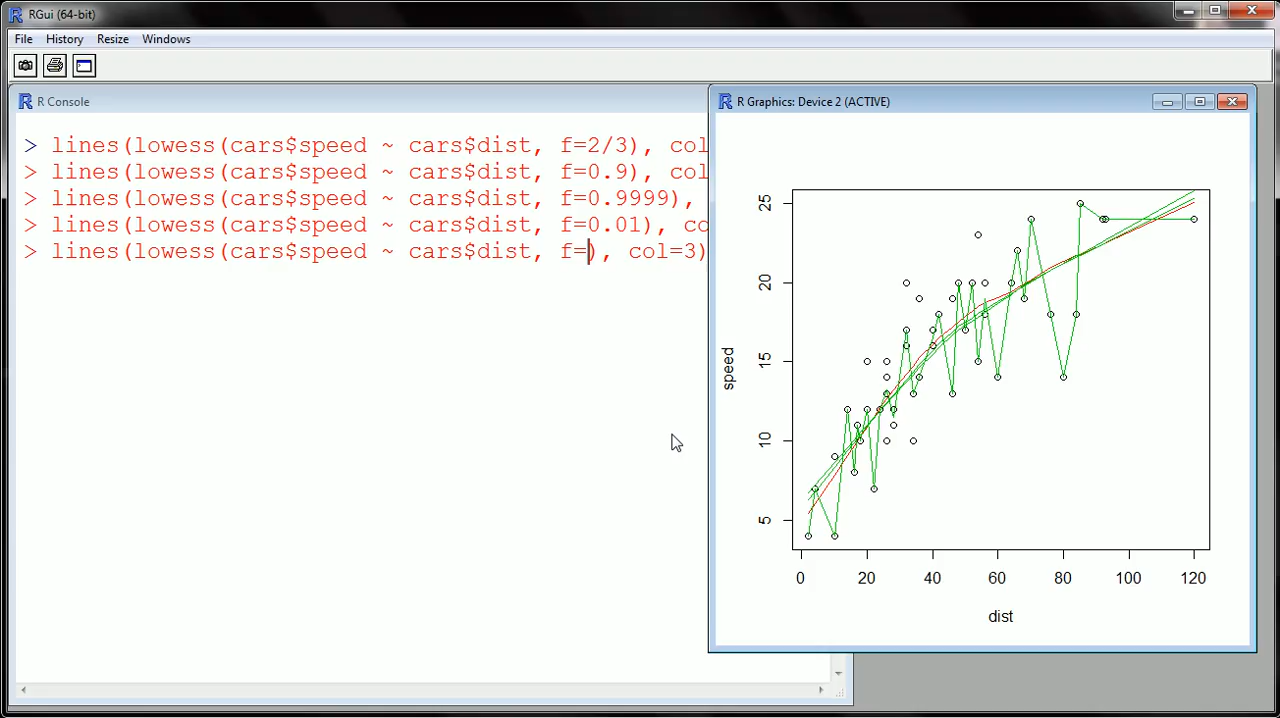 RGui (64-bit)
File History Resize Windows
R Console
> lines(lowess(cars$speed ~ cars$dist, f=2/3), col
> lines(lowess(cars$speed ~ cars$dist, f=0.9), col
> lines(lowess(cars$speed ~ cars$dist, f=0.9999),
> lines(lowess(cars$speed ~ cars$dist, f=0.01), co
> lines(lowess(cars$speed ~ cars$dist, f=), col=3)
R Graphics: Device 2 (ACTIVE)
25
20
15
10
5
speed
0 20 40 60 80 100 120
dist